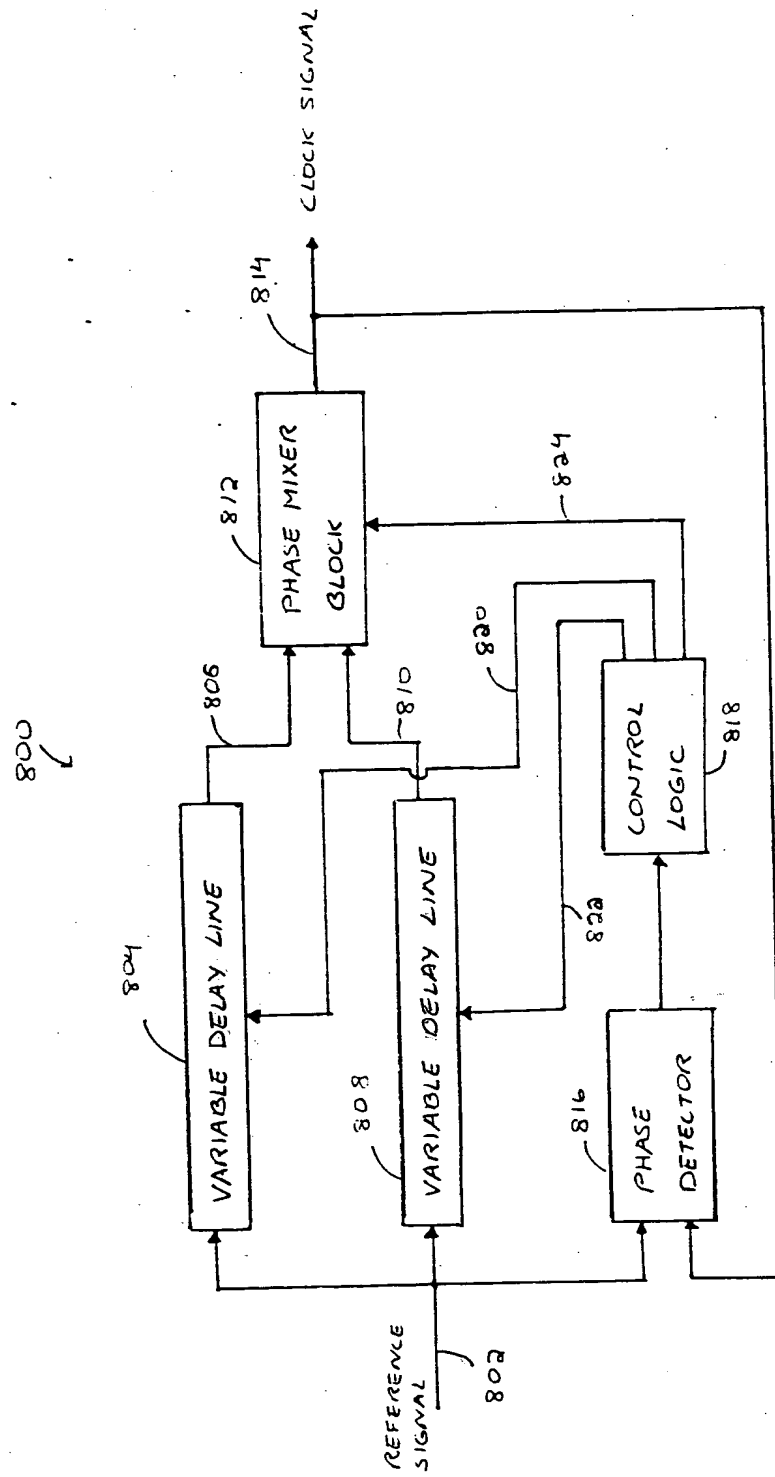 800
804
VARIABLE DELAY LINE
806
812
PHASE MIXER
BLOCK
814
CLOCK SIGNAL
REFERENCE
SIGNAL
802
808
VARIABLE DELAY LINE
810
820
824
822
816
PHASE
DETECTOR
CONTROL
LOGIC
818